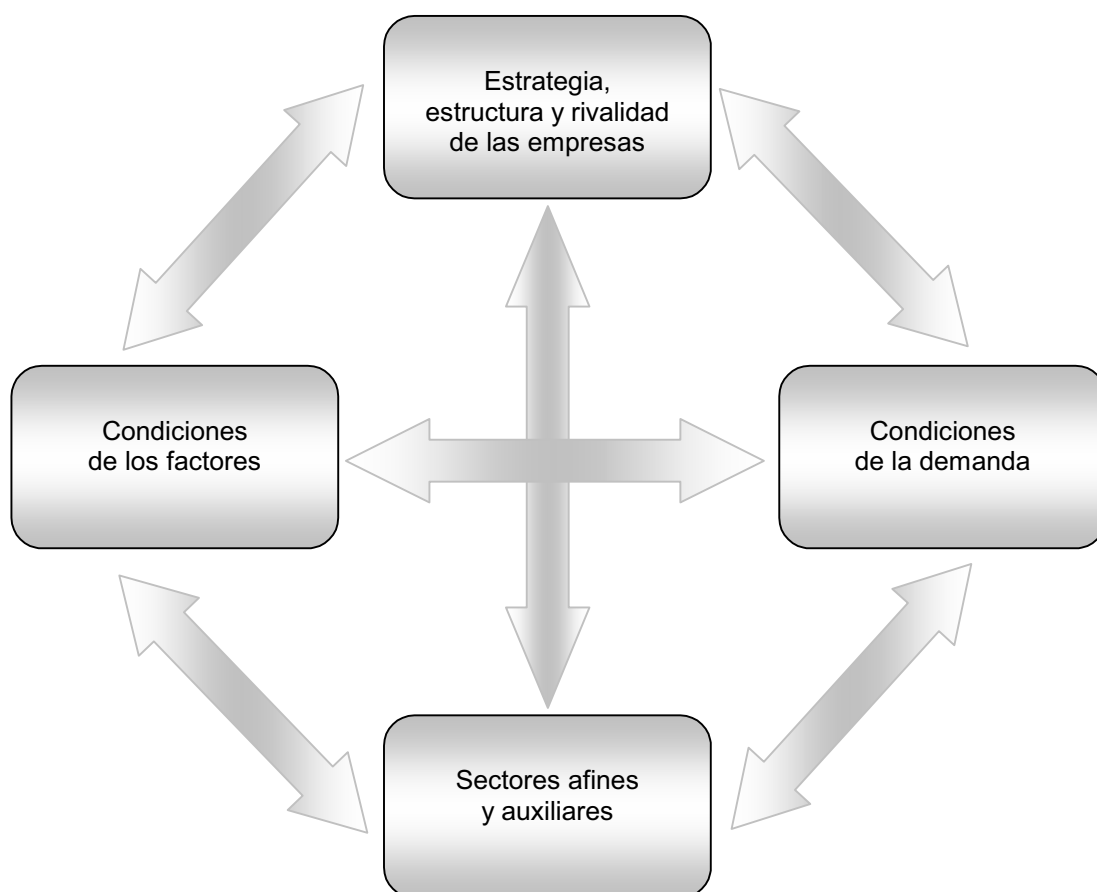 Estrategia,
estructura y rivalidad
de las empresas
Condiciones
de los factores
Condiciones
de la demanda
Sectores afines
y auxiliares